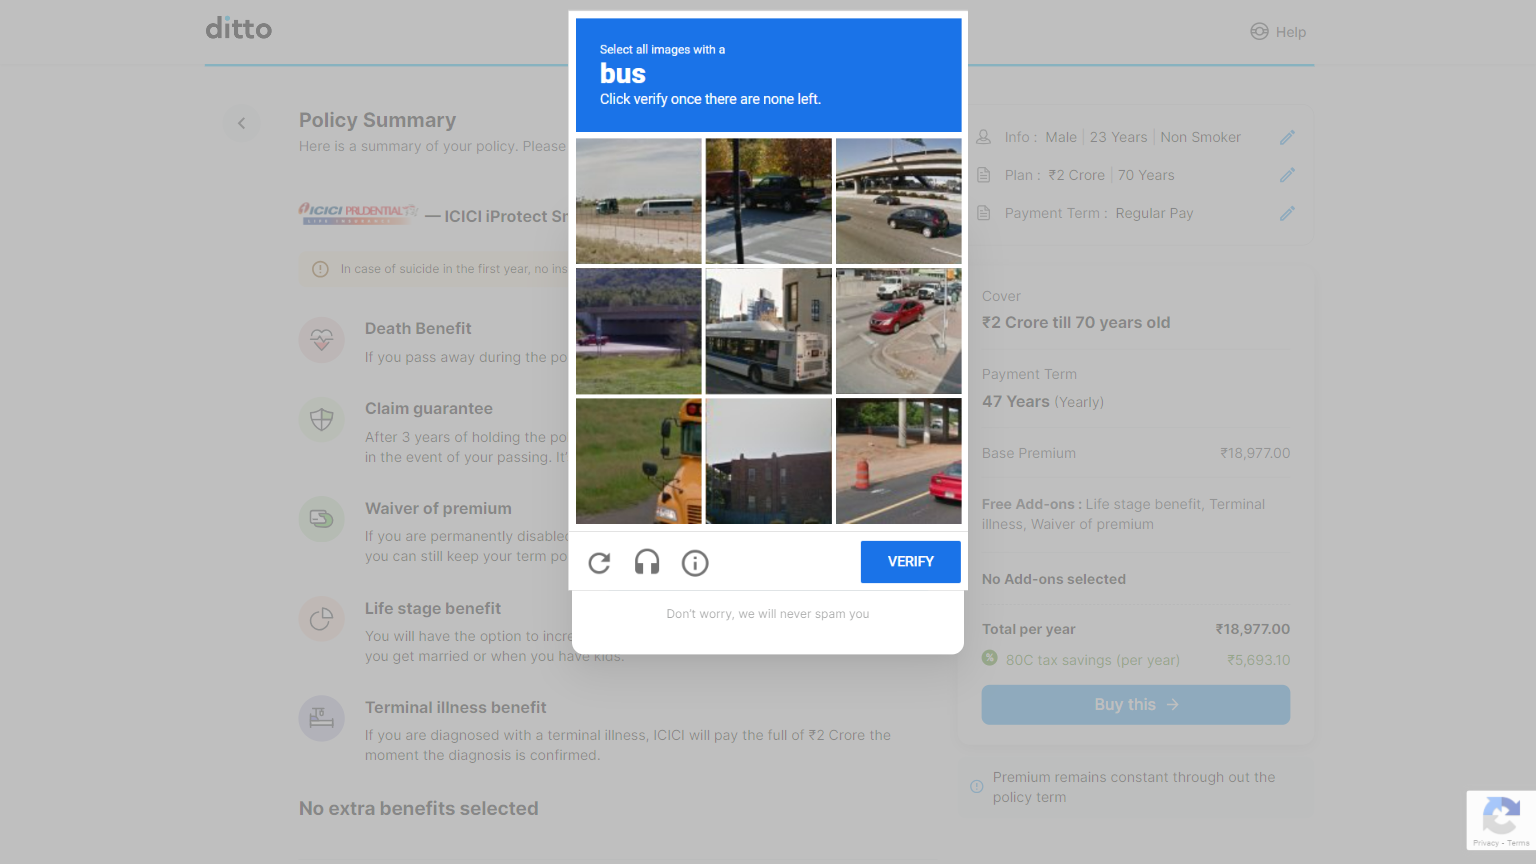 ditto
Help
Select all images with a
bus
Click verify once there are none left.
Policy Summary
Here is a summary of your policy. Please
ICICI PRUDENTIAL
LIFE INSURANCE
— ICICI iProtect Sm
In case of suicide in the first year, no ins
Death Benefit
If you pass away during the po
Claim guarantee
After 3 years of holding the po
in the event of your passing. It'
Waiver of premium
If you are permanently disabled
you can still keep your term po
Life stage benefit
You will have the option to incre
you get married or when you have kids.
Terminal illness benefit
If you are diagnosed with a terminal illness, ICICI will pay the full of ₹2 Crore the
moment the diagnosis is confirmed.
No extra benefits selected
VERIFY
Don't worry, we will never spam you
Info : Male | 23 Years | Non Smoker
Plan : ₹2 Crore | 70 Years
Payment Term : Regular Pay
Cover
₹2 Crore till 70 years old
Payment Term
47 Years (Yearly)
Base Premium ₹18,977.00
Free Add-ons : Life stage benefit, Terminal
illness, Waiver of premium
No Add-ons selected
Total per year ₹18,977.00
80C tax savings (per year) ₹5,693.10
Buy this →
Premium remains constant through out the
policy term
Privacy - Terms